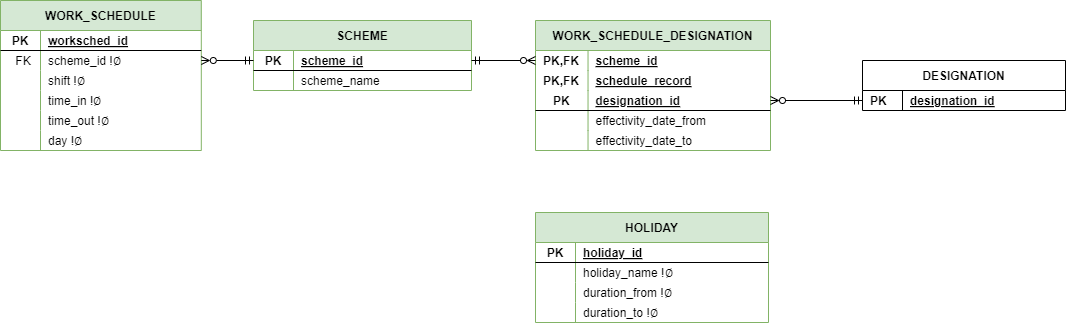 WORK_SCHEDULE
PK worksched_id
FK scheme_id !∅
shift !∅
time_in !∅
time_out !∅
day !∅
SCHEME
PK scheme_id
scheme_name
WORK_SCHEDULE_DESIGNATION
PK,FK scheme_id
PK,FK schedule_record
PK designation_id
effectivity_date_from
effectivity_date_to
DESIGNATION
PK designation_id
HOLIDAY
PK holiday_id
holiday_name !∅
duration_from !∅
duration_to !∅